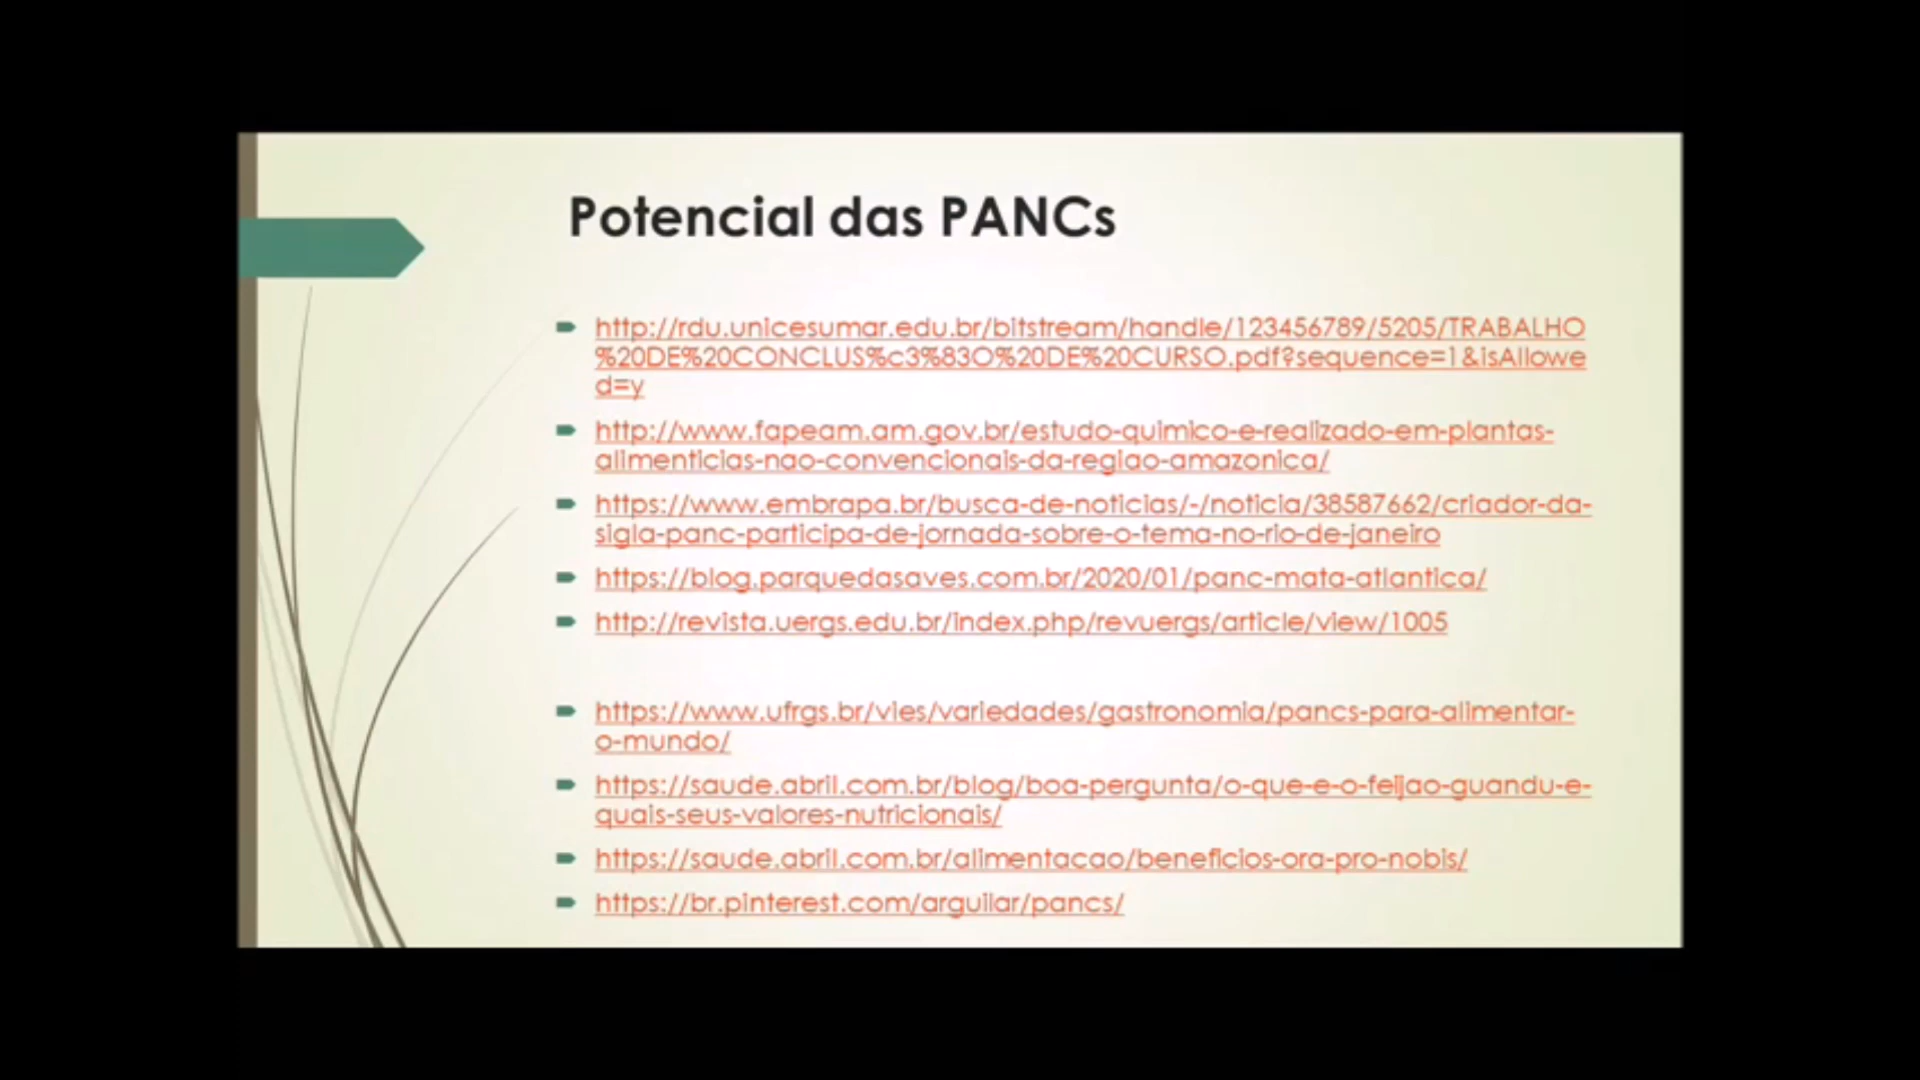 Potencial das PANCs
http://rdu.unicesumar.edu.br/bitstream/handle/123456789/5205/TRABALHO
%20DE%20CONCLUS%c3%83O%20DE%20CURSO.pdf?sequence=1&isAllowe
d=y
http://www.fapeam.am.gov.br/estudo-quimico-e-realizado-em-plantas-
alimenticias-nao-convencionais-da-regiao-amazonica/
https://www.embrapa.br/busca-de-noticias/-/noticia/38587662/criador-da-
sigla-panc-participa-de-jornada-sobre-o-tema-no-rio-de-janeiro
https://blog.parquedasaves.com.br/2020/01/panc-mata-atlantica/
http://revista.uergs.edu.br/index.php/revuergs/article/view/1005
https://www.ufrgs.br/vies/variedades/gastronomia/pancs-para-alimentar-
o-mundo/
https://saude.abril.com.br/blog/boa-pergunta/o-que-e-o-feijao-guandu-e-
quais-seus-valores-nutricionais/
https://saude.abril.com.br/alimentacao/beneficios-ora-pro-nobis/
https://br.pinterest.com/arguilar/pancs/